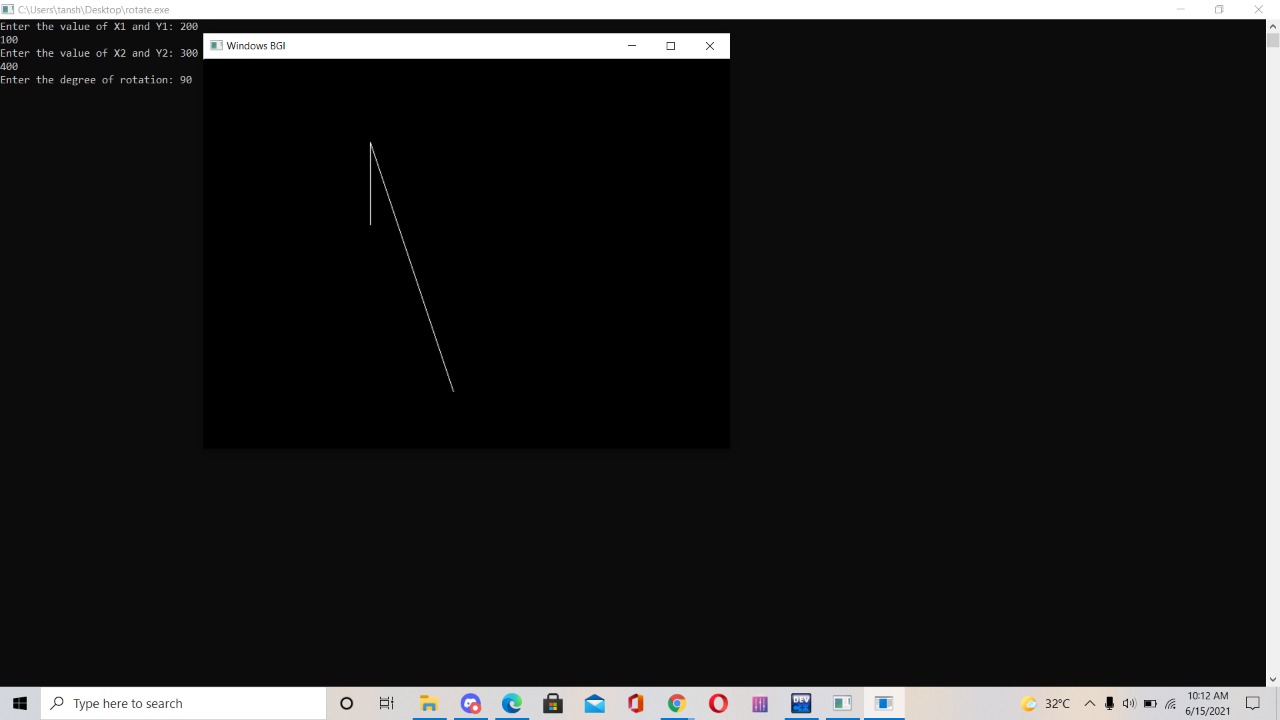 C:\Users\tansh\Desktop\rotate.exe
Enter the value of X1 and Y1: 200
100
Enter the value of X2 and Y2: 300
400
Enter the degree of rotation: 90
Windows BGI
Type here to search
DEV
32°C
10:12 AM
6/15/2021